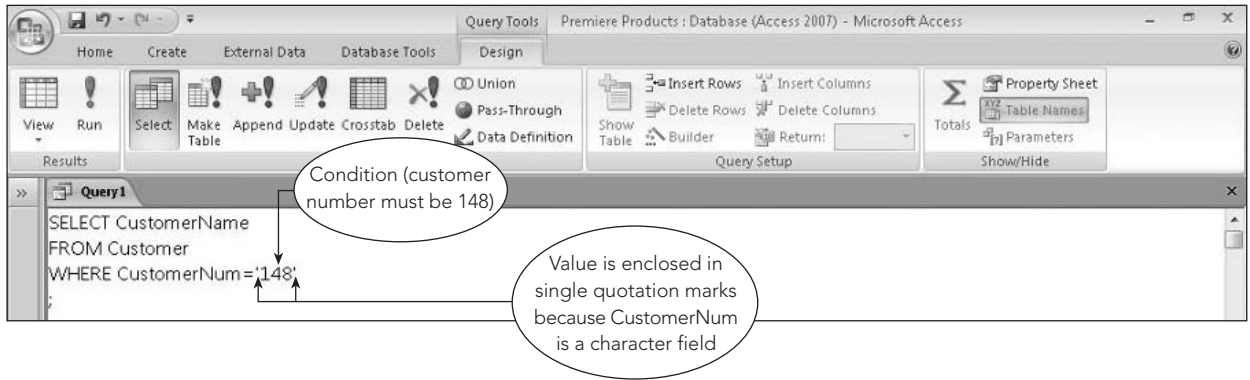 Query Tools
Premiere Products : Database (Access 2007) - Microsoft Access
Home Create External Data Database Tools Design
View
Run
Results
Select
Make Table
Append
Update
Crosstab
Delete
Union
Pass-Through
Data Definition
Show Table
Insert Rows
Delete Rows
Builder
Insert Columns
Delete Columns
Return:
Query Setup
Totals
Property Sheet
XYZ
Table Names
Parameters
Show/Hide
Query1
SELECT CustomerName
FROM Customer
WHERE CustomerNum='148'
;
Condition (customer
number must be 148)
Value is enclosed in
single quotation marks
because CustomerNum
is a character field